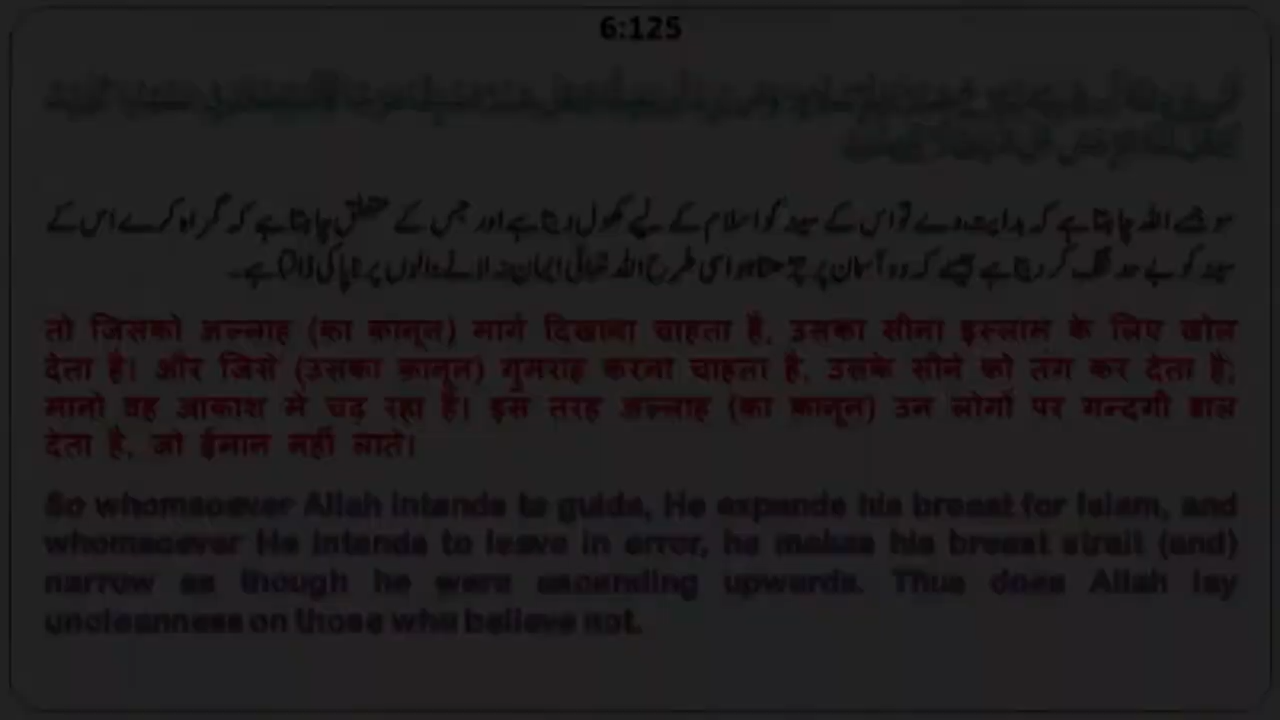 6:125
سو جسے اللہ چاہتا ہے کہ ہدایت دے تو اس کے سینہ کو اسلام کے لیے کھول دیتا ہے اور جس کے متعلق چاہتا ہے کہ گمراہ کرے اس کے
سینہ کو بے حد تنگ کر دیتا ہے جیسے کہ وہ آسمان پر چڑھتا ہو اسی طرح اللہ تعالیٰ ایمان نہ لانے والوں پر ناپاکی ڈالتا ہے۔
तो जिसको अल्लाह (का क़ानून) मार्ग दिखाना चाहता है, उसका सीना इस्लाम के लिए खोल
देता है। और जिसे (उसका क़ानून) गुमराह करना चाहता है, उसके सीने को तंग कर देता है;
मानो वह आकाश में चढ़ रहा है। इस तरह अल्लाह (का क़ानून) उन लोगों पर गन्दगी डाल
देता है, जो ईमान नहीं लाते।
So whomsoever Allah intends to guide, He expands his breast for Islam, and
whomsoever He intends to leave in error, he makes his breast strait (and)
narrow as though he were ascending upwards. Thus does Allah lay
uncleanness on those who believe not.